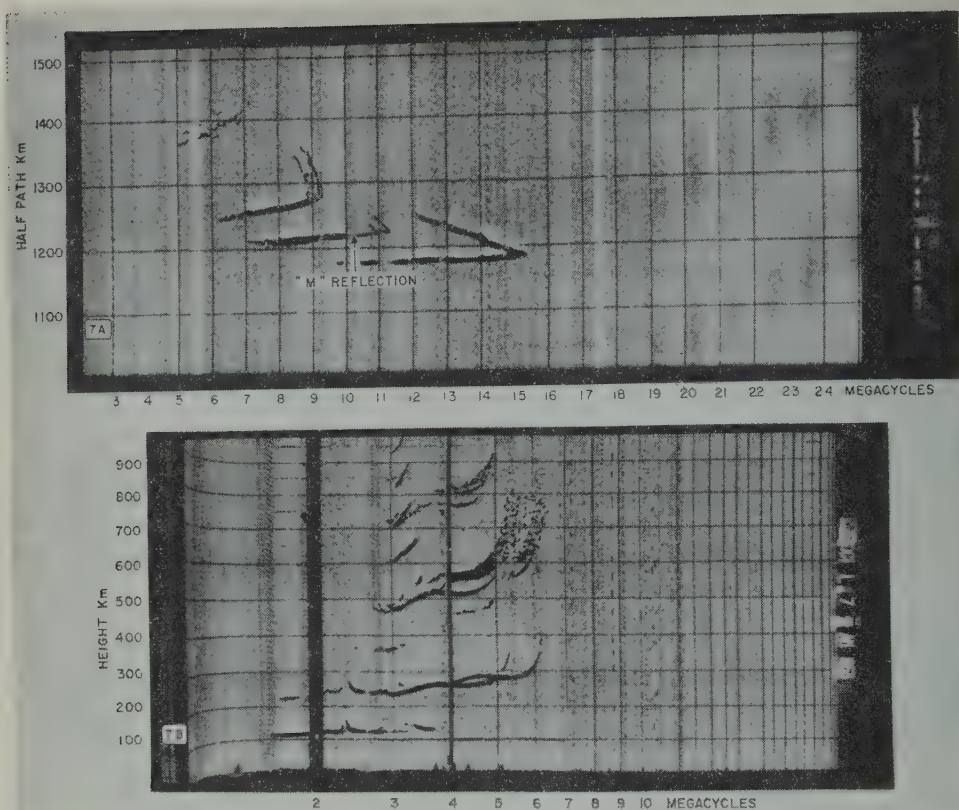 1500
HALF PATH Km
1400
1300
1200
"M" REFLECTION
1100
7A
3 4 5 6 7 8 9 10 11 12 13 14 15 16 17 18 19 20 21 22 23 24 MEGACYCLES
900
800
700
600
HEIGHT Km
500
400
300
200
100
2 3 4 5 6 7 8 9 10 MEGACYCLES